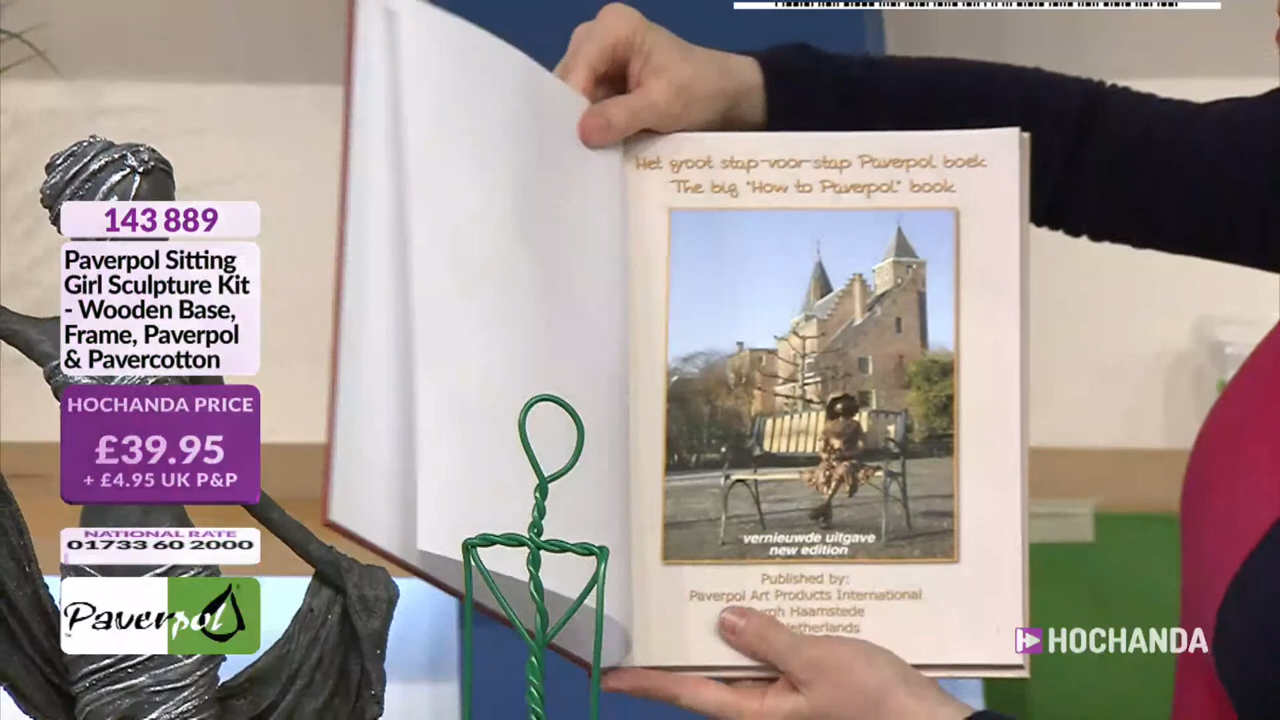 143 889
Paverpol Sitting
Girl Sculpture Kit
- Wooden Base,
Frame, Paverpol
& Pavercotton
HOCHANDA PRICE
£39.95
+ £4.95 UK P&P
NATIONAL RATE
01733 60 2000
Paverpol
Het groot stap-voor-stap Paverpol boek
The big "How to Paverpol" book
vernieuwde uitgave
new edition
Published by:
Paverpol Art Products International
Haamstede
Netherlands
HOCHANDA